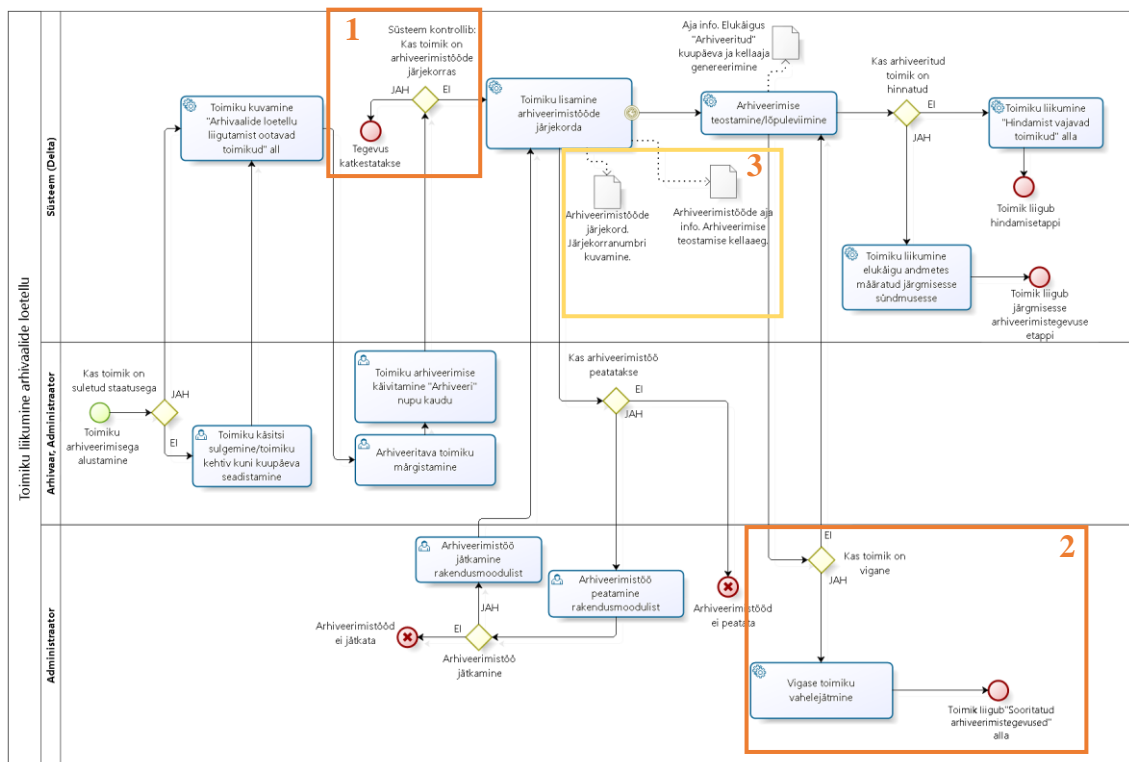 Toimiku liikumine arhivaalide loetellu
Süsteem (Delta)
Toimiku kuvamine
"Arhivaalide loetellu
liigutamist ootavad
toimikud" all
1
Süsteem kontrollib:
Kas toimik on
arhiveerimistööde
järjekorras
JAH
EI
Tegevus
katkestatakse
Toimiku lisamine
arhiveerimistööde
järjekorda
Aja info. Elukäigus
"Arhiveeritud"
kuupäeva ja kellaaja
genereerimine
Arhiveerimise
teostamine/lõpuleviimine
3
Arhiveerimistööde
järjekord.
Järjekorranumbri
kuvamine.
Arhiveerimistööde aja
info. Arhiveerimise
teostamise kellaaeg.
Kas arhiveeritud
toimik on
hinnatud
EI
JAH
Toimiku liikumine
"Hindamist vajavad
toimikud" alla
Toimik liigub
hindamisetappi
Toimiku liikumine
elukäigu andmetes
määratud järgmisesse
sündmusesse
Toimik liigub
järgmisesse
arhiveerimistegevuse
etappi
Arhivaar, Administraator
Kas toimik on
suletud staatusega
JAH
EI
Toimiku
arhiveerimisega
alustamine
Toimiku käsitsi
sulgemine/toimiku
kehtiv kuni kuupäeva
seadistamine
Toimiku arhiveerimise
käivitamine "Arhiveeri"
nupu kaudu
Arhiveeritava toimiku
märgistamine
Kas arhiveerimistöö
peatatakse
EI
JAH
Administraator
Arhiveerimistöö
jätkamine
rakendusmoodulist
JAH
EI
Arhiveerimistööd
ei jätkata
Arhiveerimistöö
jätkamine
Arhiveerimistöö
peatamine
rakendusmoodulist
Arhiveerimistööd
ei peatata
2
EI
Kas toimik on
vigane
JAH
Vigase toimiku
vahelejätmine
Toimik liigub"Sooritatud
arhiveerimistegevused"
alla